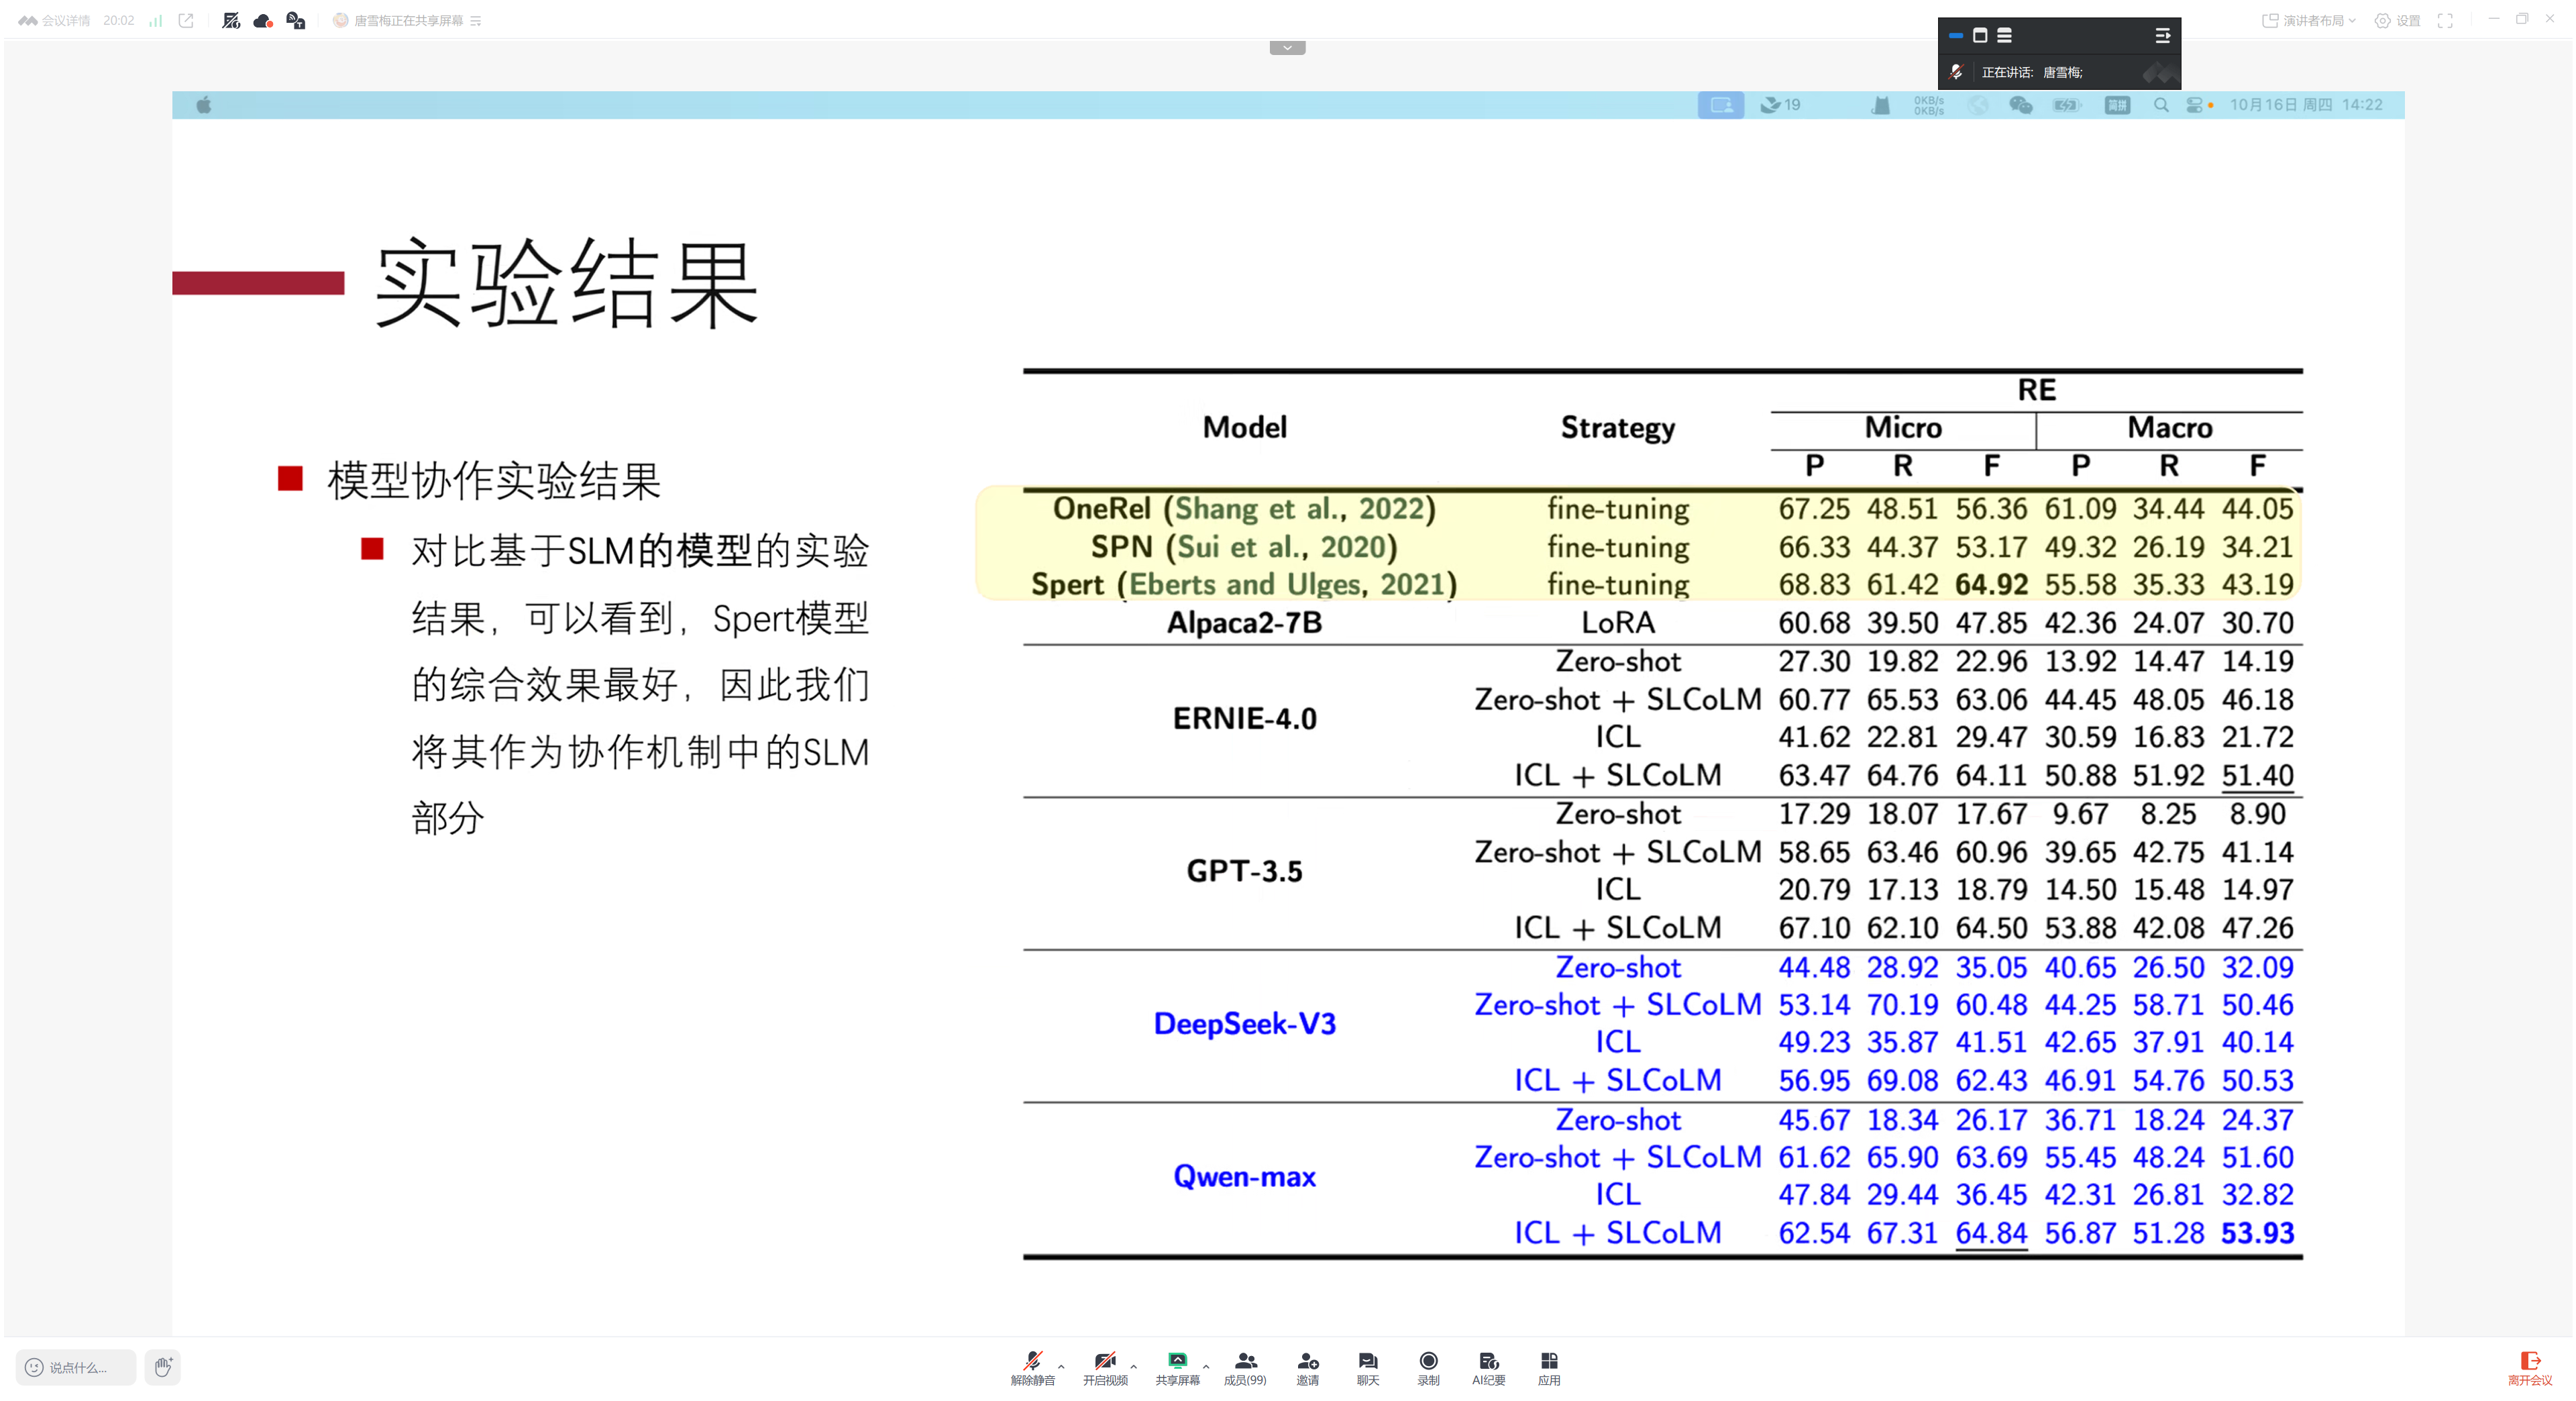 会议详情 20:02 唐雪梅正在共享屏幕
演讲者布局 设置
正在讲话: 唐雪梅;
19 0KB/s 0KB/s 简拼 10月16日 周四 14:22
实验结果
模型协作实验结果
对比基于SLM的模型的实验
结果，可以看到，Spert模型
的综合效果最好，因此我们
将其作为协作机制中的SLM
部分
RE
Model Strategy Micro Macro
P R F P R F
OneRel (Shang et al., 2022) fine-tuning 67.25 48.51 56.36 61.09 34.44 44.05
SPN (Sui et al., 2020) fine-tuning 66.33 44.37 53.17 49.32 26.19 34.21
Spert (Eberts and Ulges, 2021) fine-tuning 68.83 61.42 64.92 55.58 35.33 43.19
Alpaca2-7B LoRA 60.68 39.50 47.85 42.36 24.07 30.70
ERNIE-4.0
Zero-shot 27.30 19.82 22.96 13.92 14.47 14.19
Zero-shot + SLCoLM 60.77 65.53 63.06 44.45 48.05 46.18
ICL 41.62 22.81 29.47 30.59 16.83 21.72
ICL + SLCoLM 63.47 64.76 64.11 50.88 51.92 51.40
GPT-3.5
Zero-shot 17.29 18.07 17.67 9.67 8.25 8.90
Zero-shot + SLCoLM 58.65 63.46 60.96 39.65 42.75 41.14
ICL 20.79 17.13 18.79 14.50 15.48 14.97
ICL + SLCoLM 67.10 62.10 64.50 53.88 42.08 47.26
DeepSeek-V3
Zero-shot 44.48 28.92 35.05 40.65 26.50 32.09
Zero-shot + SLCoLM 53.14 70.19 60.48 44.25 58.71 50.46
ICL 49.23 35.87 41.51 42.65 37.91 40.14
ICL + SLCoLM 56.95 69.08 62.43 46.91 54.76 50.53
Qwen-max
Zero-shot 45.67 18.34 26.17 36.71 18.24 24.37
Zero-shot + SLCoLM 61.62 65.90 63.69 55.45 48.24 51.60
ICL 47.84 29.44 36.45 42.31 26.81 32.82
ICL + SLCoLM 62.54 67.31 64.84 56.87 51.28 53.93
说点什么...
解除静音 开启视频 共享屏幕 成员(99) 邀请 聊天 录制 AI纪要 应用
离开会议